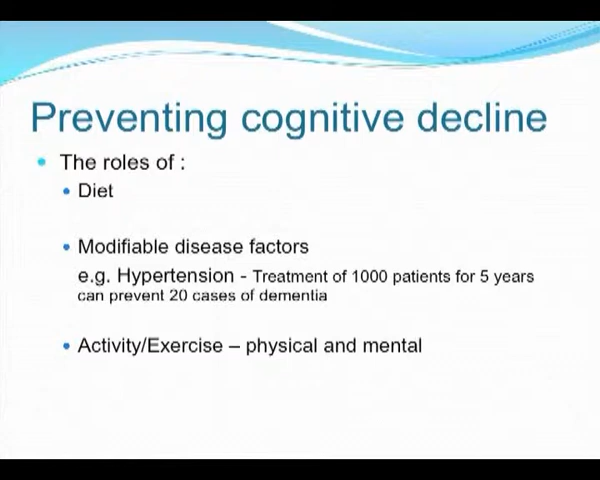 Preventing cognitive decline
The roles of :
Diet
Modifiable disease factors
e.g. Hypertension - Treatment of 1000 patients for 5 years
can prevent 20 cases of dementia
Activity/Exercise – physical and mental